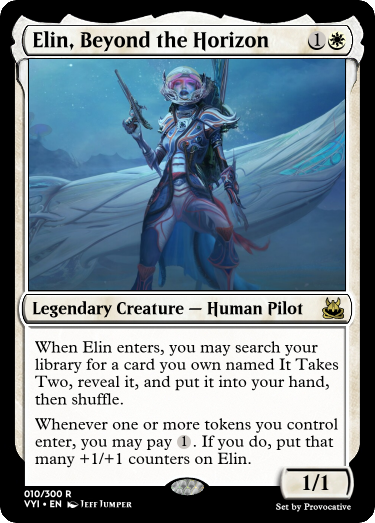 Elin, Beyond the Horizon 1
Legendary Creature — Human Pilot
When Elin enters, you may search your
library for a card you own named It Takes
Two, reveal it, and put it into your hand,
then shuffle.
Whenever one or more tokens you control
enter, you may pay 1. If you do, put that
many +1/+1 counters on Elin.
1/1
010/300 R
VYI • EN Jeff Jumper
Set by Provocative